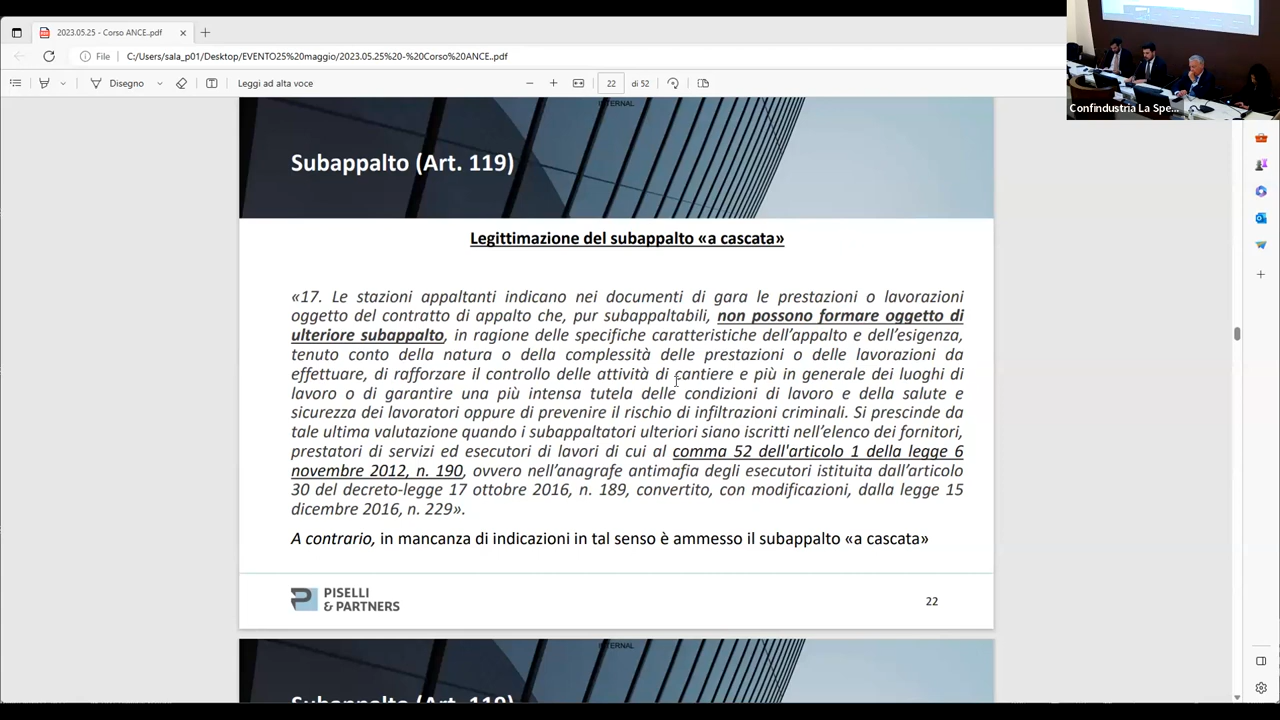 2023.05.25 - Corso ANCE..pdf
File
C:/Users/sala_p01/Desktop/EVENTO25%20maggio/2023.05.25%20-%20Corso%20ANCE..pdf
Disegno
Leggi ad alta voce
22
di 52
Confindustria La Spe...
INTERNAL
Subappalto (Art. 119)
Legittimazione del subappalto «a cascata»
«17. Le stazioni appaltanti indicano nei documenti di gara le prestazioni o lavorazioni
oggetto del contratto di appalto che, pur subappaltabili, non possono formare oggetto di
ulteriore subappalto, in ragione delle specifiche caratteristiche dell'appalto e dell'esigenza,
tenuto conto della natura o della complessità delle prestazioni o delle lavorazioni da
effettuare, di rafforzare il controllo delle attività di cantiere e più in generale dei luoghi di
lavoro o di garantire una più intensa tutela delle condizioni di lavoro e della salute e
sicurezza dei lavoratori oppure di prevenire il rischio di infiltrazioni criminali. Si prescinde da
tale ultima valutazione quando i subappaltatori ulteriori siano iscritti nell'elenco dei fornitori,
prestatori di servizi ed esecutori di lavori di cui al comma 52 dell'articolo 1 della legge 6
novembre 2012, n. 190, ovvero nell'anagrafe antimafia degli esecutori istituita dall'articolo
30 del decreto-legge 17 ottobre 2016, n. 189, convertito, con modificazioni, dalla legge 15
dicembre 2016, n. 229».
A contrario, in mancanza di indicazioni in tal senso è ammesso il subappalto «a cascata»
PISELLI
& PARTNERS
22
INTERNAL
Subappalto (Art. 119)